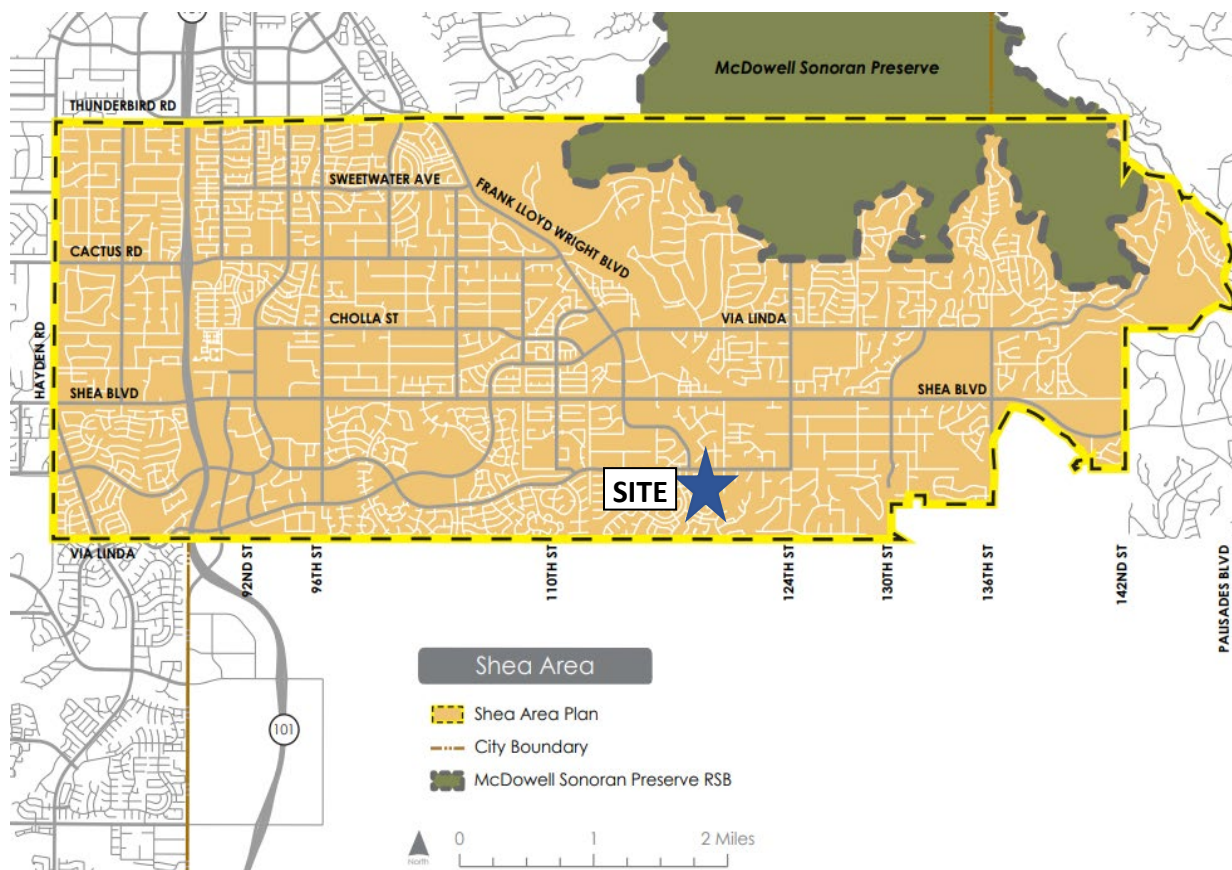 McDowell Sonoran Preserve
THUNDERBIRD RD
SWEETWATER AVE
FRANK LLOYD WRIGHT BLVD
CACTUS RD
CHOLLA ST
VIA LINDA
HAYDEN RD
SHEA BLVD
SHEA BLVD
SITE
VIA LINDA
92ND ST
96TH ST
110TH ST
124TH ST
130TH ST
136TH ST
142ND ST
PALISADES BLVD
Shea Area
Shea Area Plan
City Boundary
McDowell Sonoran Preserve RSB
101
North
0 1 2 Miles